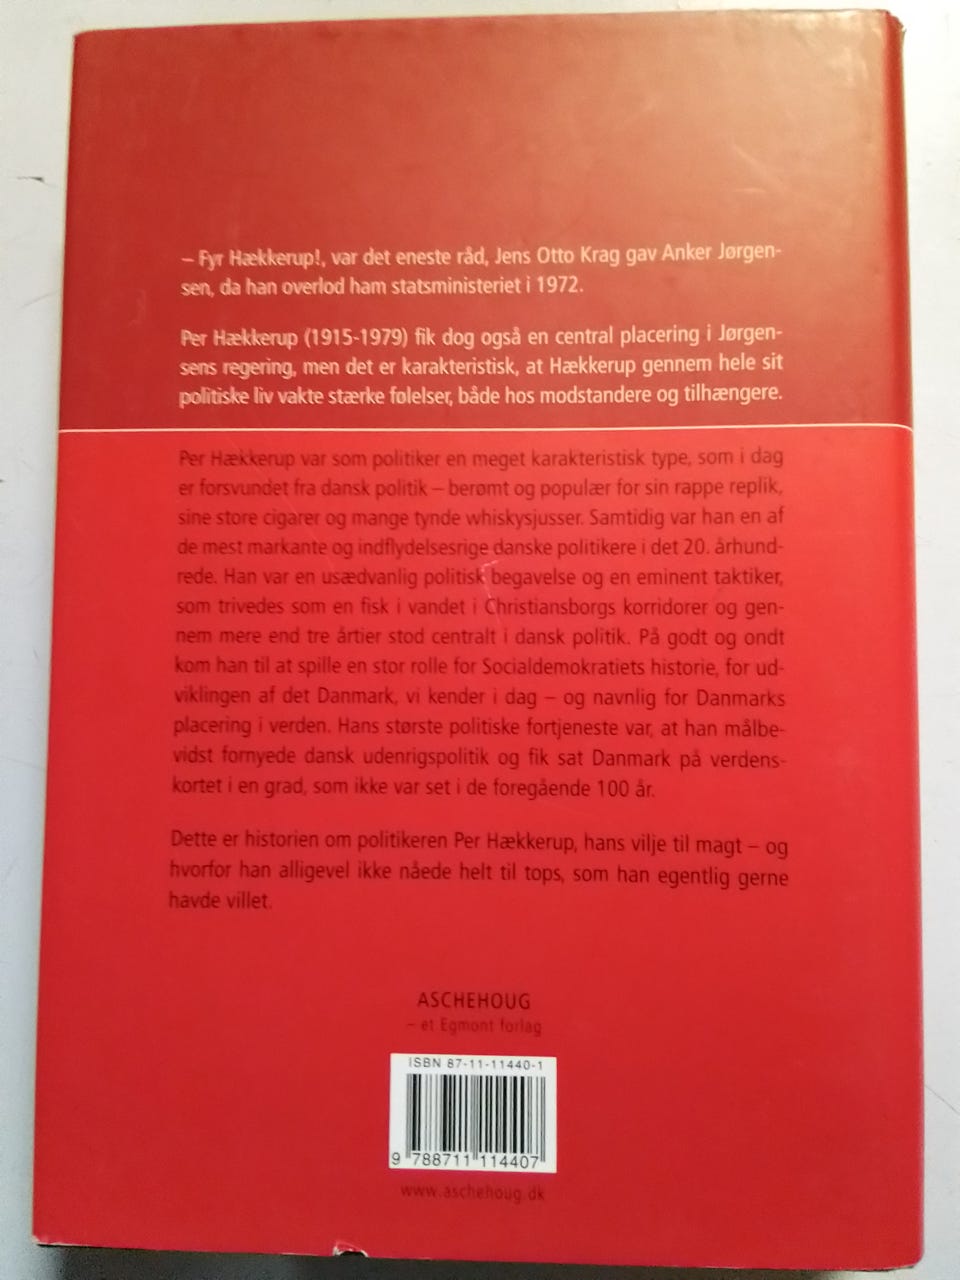 – Fyr Hækkerup!, var det eneste råd, Jens Otto Krag gav Anker Jørgen-
sen, da han overlod ham statsministeriet i 1972.
Per Hækkerup (1915-1979) fik dog også en central placering i Jørgen-
sens regering, men det er karakteristisk, at Hækkerup gennem hele sit
politiske liv vakte stærke følelser, både hos modstandere og tilhængere.
Per Hækkerup var som politiker en meget karakteristisk type, som i dag
er forsvundet fra dansk politik – berømt og populær for sin rappe replik,
sine store cigarer og mange tynde whiskysjusser. Samtidig var han en af
de mest markante og indflydelsesrige danske politikere i det 20. århund-
rede. Han var en usædvanlig politisk begavelse og en eminent taktiker,
som trivedes som en fisk i vandet i Christiansborgs korridorer og gen-
nem mere end tre årtier stod centralt i dansk politik. På godt og ondt
kom han til at spille en stor rolle for Socialdemokratiets historie, for ud-
viklingen af det Danmark, vi kender i dag – og navnlig for Danmarks
placering i verden. Hans største politiske fortjeneste var, at han målbe-
vidst fornyede dansk udenrigspolitik og fik sat Danmark på verdens-
kortet i en grad, som ikke var set i de foregående 100 år.
Dette er historien om politikeren Per Hækkerup, hans vilje til magt – og
hvorfor han alligevel ikke nåede helt til tops, som han egentlig gerne
havde villet.
ASCHEHOUG
– et Egmont forlag
ISBN 87-11-11440-1
9 788711 114407
www.aschehoug.dk